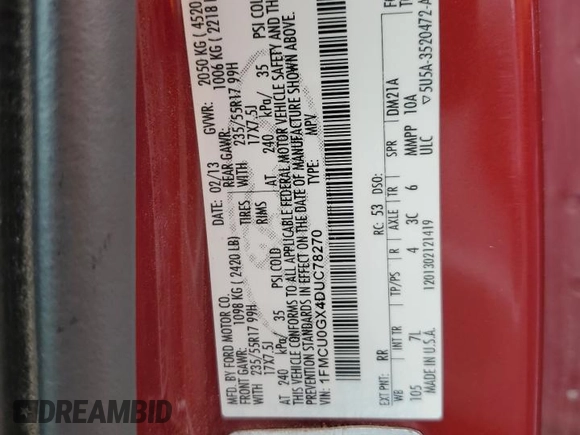 MFD. BY FORD MOTOR CO.
DATE: 02/13 GVWR: 2050 KG ( 4520
FRONT GAWR: 1098 KG ( 2420 LB) REAR GAWR: 1006 KG ( 2218
235/55R17 99H TIRES WITH 235/55R17 99H
17X7.5J RIMS 17X7.5J
AT 240 kPa/ 35 PSI COLD AT 240 kPa/ 35 PSI COL
THIS VEHICLE CONFORMS TO ALL APPLICABLE FEDERAL MOTOR VEHICLE SAFETY AND THEFT
PREVENTION STANDARDS IN EFFECT ON THE DATE OF MANUFACTURE SHOWN ABOVE.
VIN: 1FMCU0GX4DUC78270 TYPE: MPV
EXT PNT: RR RC: 53 DSO:
WB INT TR TP/PS R AXLE TR SPR DM21A
105 7L 4 3C 6 MMPP 10A
MADE IN U.S.A. 1201302121419 ULC ▽5U5A-3520472-A
DREAMBID